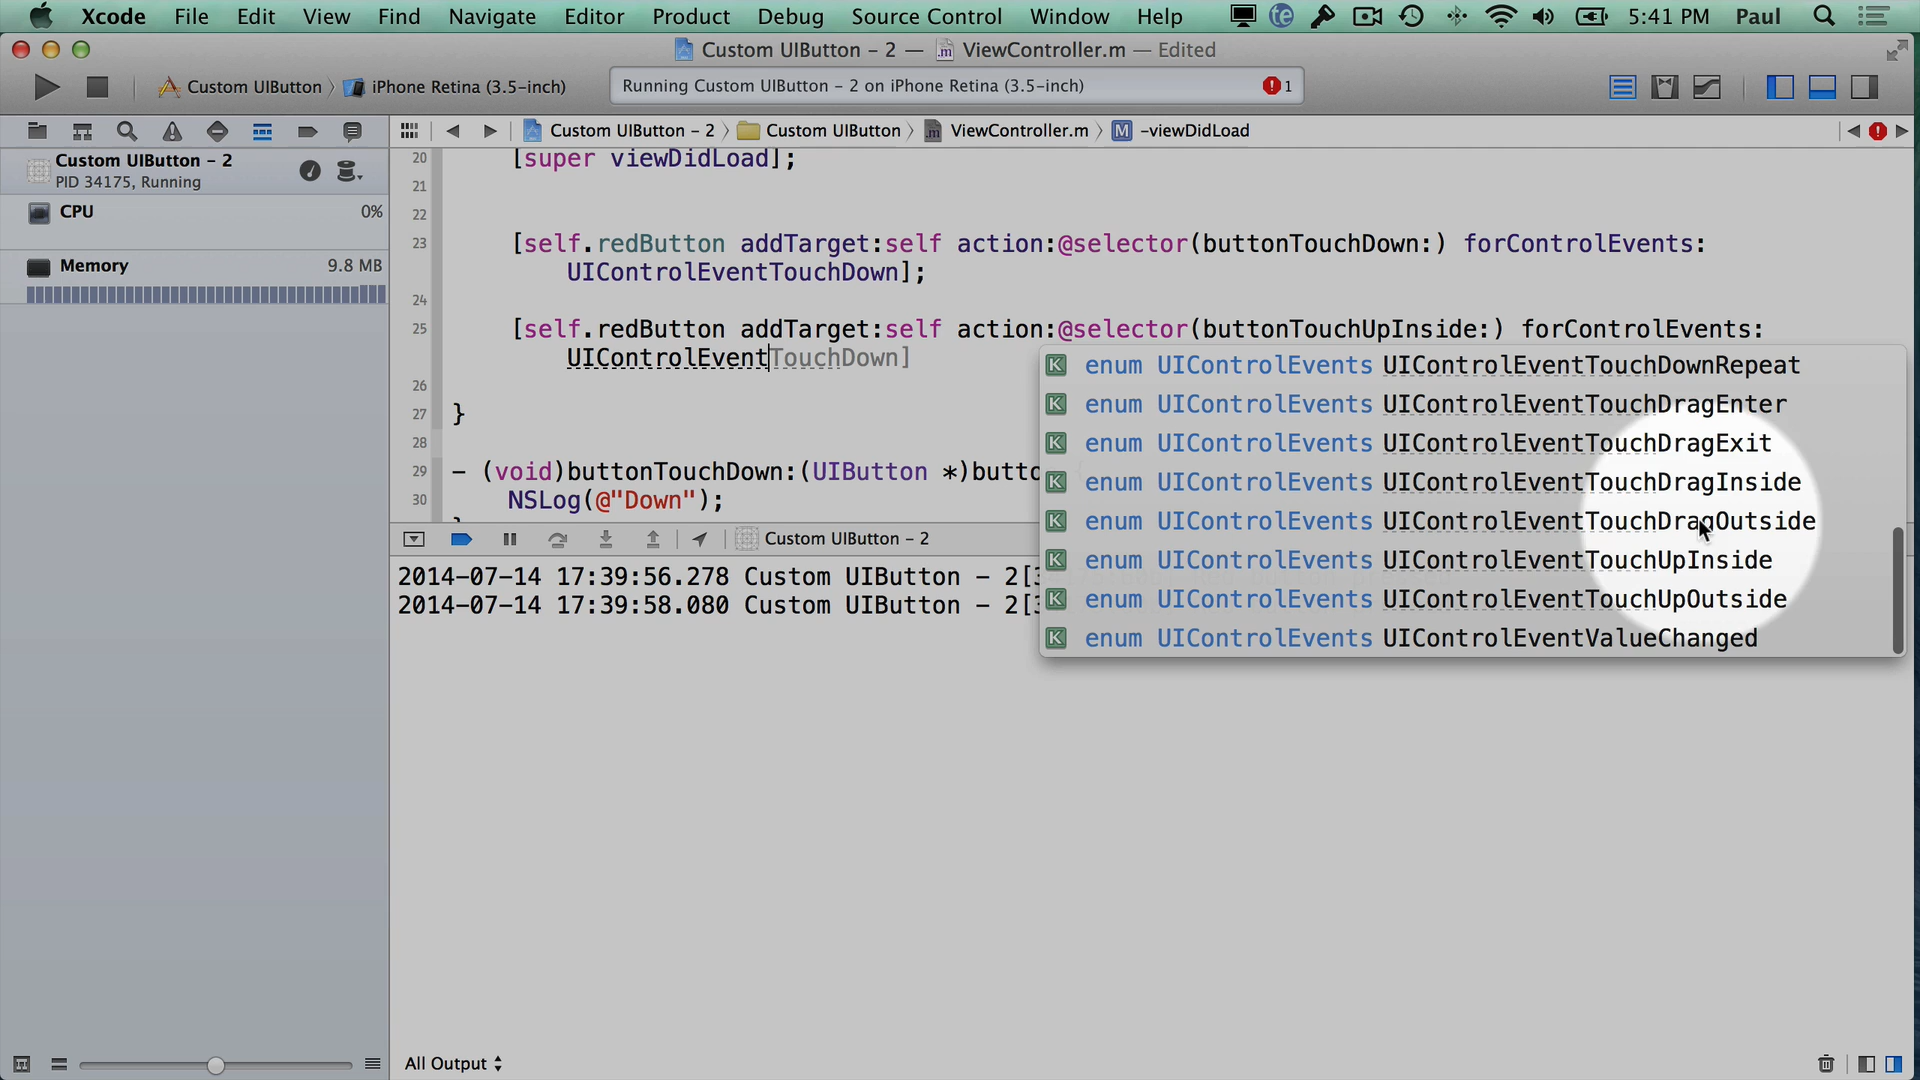 Xcode File Edit View Find Navigate Editor Product Debug Source Control Window Help te 5:41 PM Paul
Custom UIButton - 2 — ViewController.m — Edited
Custom UIButton iPhone Retina (3.5-inch)
Running Custom UIButton - 2 on iPhone Retina (3.5-inch) 1
Custom UIButton - 2 Custom UIButton ViewController.m M -viewDidLoad
Custom UIButton - 2
PID 34175, Running
CPU 0%
Memory 9.8 MB
20 [super viewDidLoad];
21
22
23 [self.redButton addTarget:self action:@selector(buttonTouchDown:) forControlEvents:
UIControlEventTouchDown];
24
25 [self.redButton addTarget:self action:@selector(buttonTouchUpInside:) forControlEvents:
UIControlEventTouchDown]
26
27 }
28
29 - (void)buttonTouchDown:(UIButton *)butto
30 NSLog(@"Down");
K enum UIControlEvents UIControlEventTouchDownRepeat
K enum UIControlEvents UIControlEventTouchDragEnter
K enum UIControlEvents UIControlEventTouchDragExit
K enum UIControlEvents UIControlEventTouchDragInside
K enum UIControlEvents UIControlEventTouchDragOutside
K enum UIControlEvents UIControlEventTouchUpInside
K enum UIControlEvents UIControlEventTouchUpOutside
K enum UIControlEvents UIControlEventValueChanged
Custom UIButton - 2
2014-07-14 17:39:56.278 Custom UIButton - 2[
2014-07-14 17:39:58.080 Custom UIButton - 2[
All Output